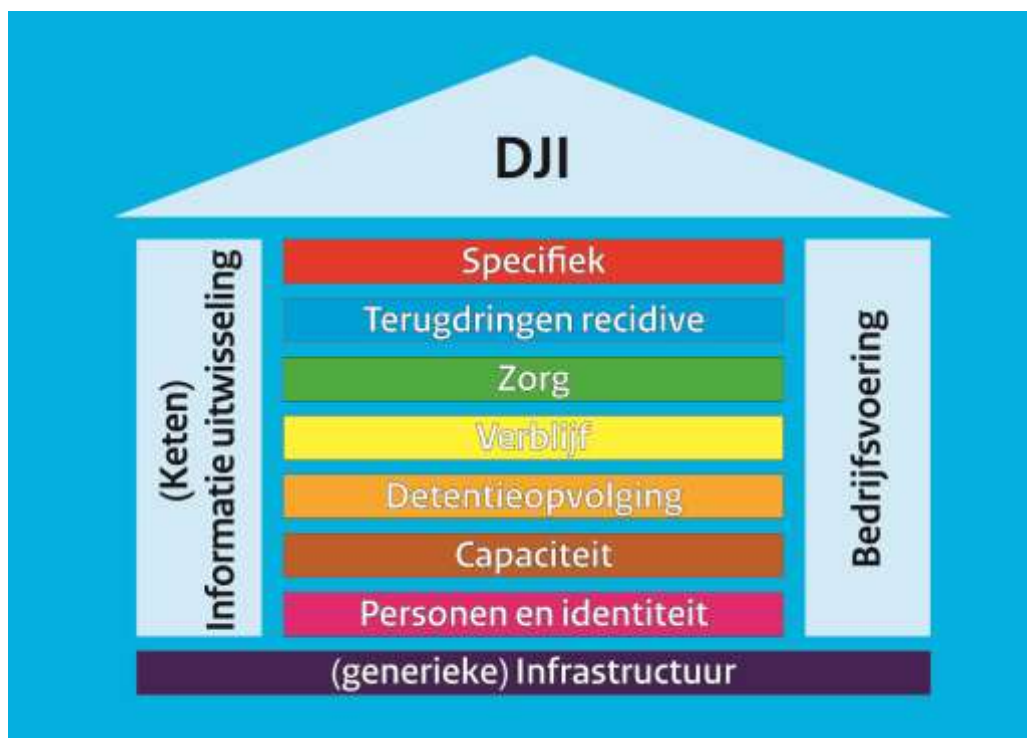 DJI
(Keten)
Informatie uitwisseling
Specifiek
Terugdringen recidive
Zorg
Verblijf
Detentieopvolging
Capaciteit
Personen en identiteit
Bedrijfsvoering
(generieke) Infrastructuur